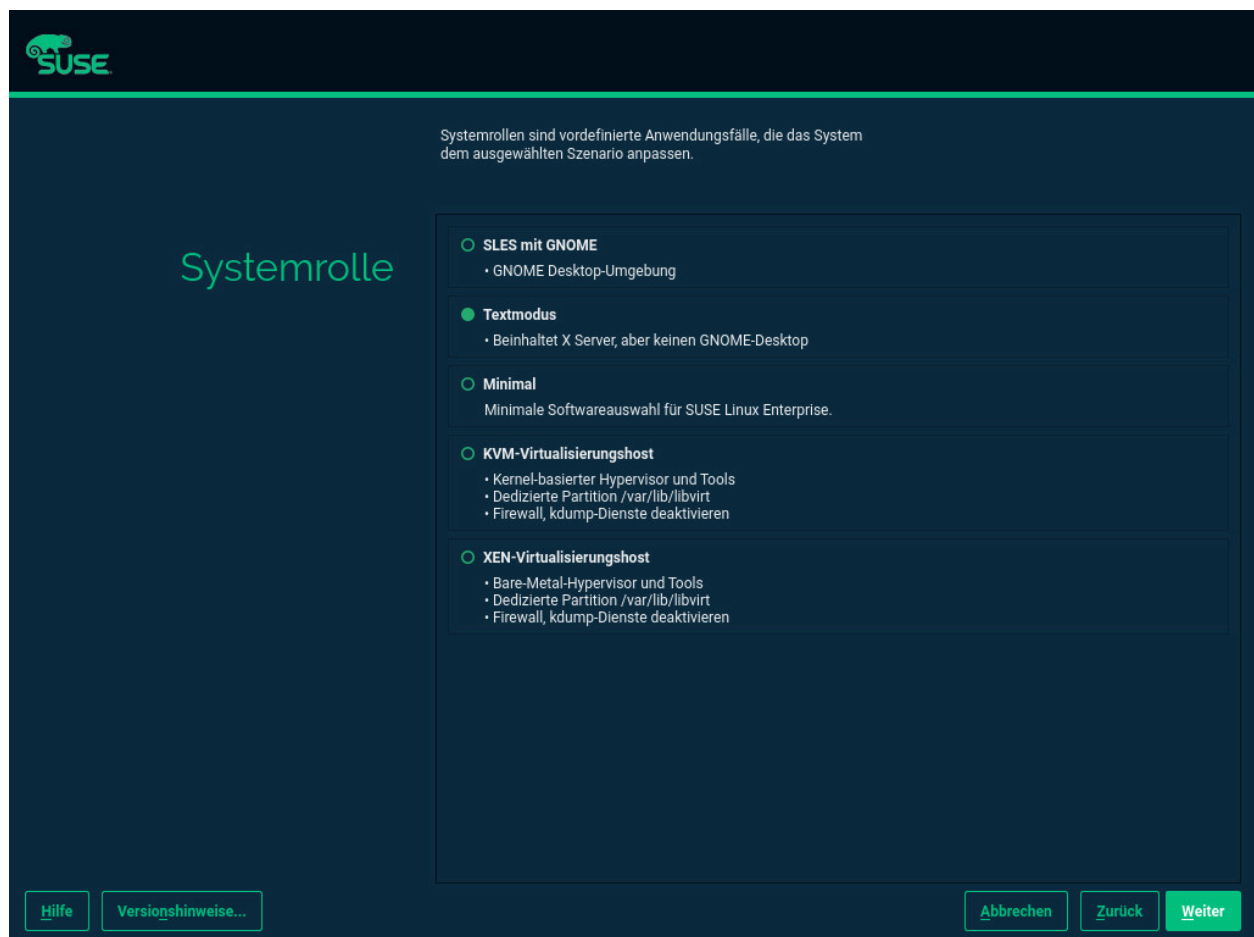 SUSE
Systemrollen sind vordefinierte Anwendungsfälle, die das System
dem ausgewählten Szenario anpassen.
Systemrolle
SLES mit GNOME
• GNOME Desktop-Umgebung
Textmodus
• Beinhaltet X Server, aber keinen GNOME-Desktop
Minimal
Minimale Softwareauswahl für SUSE Linux Enterprise.
KVM-Virtualisierungshost
• Kernel-basierter Hypervisor und Tools
• Dedizierte Partition /var/lib/libvirt
• Firewall, kdump-Dienste deaktivieren
XEN-Virtualisierungshost
• Bare-Metal-Hypervisor und Tools
• Dedizierte Partition /var/lib/libvirt
• Firewall, kdump-Dienste deaktivieren
Hilfe
Versionshinweise...
Abbrechen
Zurück
Weiter